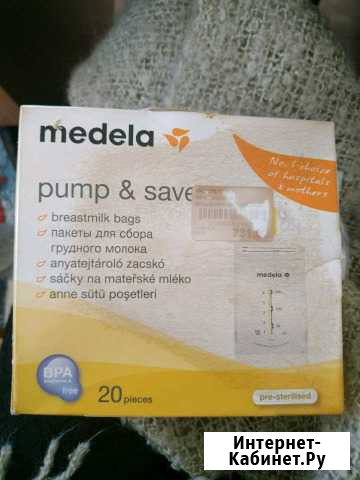 medela
No. 1 choice
of hospitals
& mothers
pump & save
breastmilk bags
пакеты для сбора
грудного молока
anyatejtároló zacskó
sáčky na mateřské mléko
anne sütü poşetleri
medela
BPA
free
20 pieces
pre-sterilised
Интернет-
Кабинет.Ру